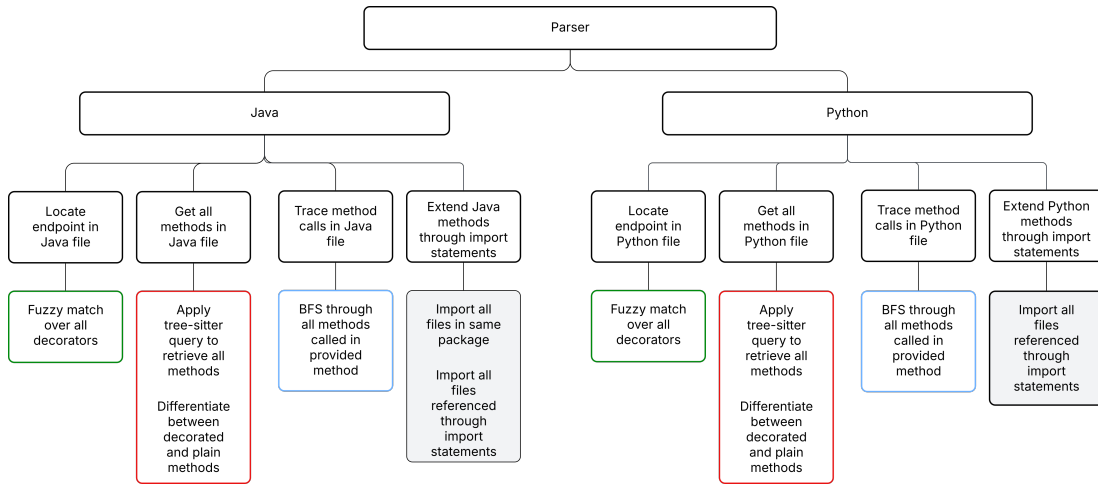 Parser
Java
Python
Locate
endpoint in
Java file
Get all
methods in
Java file
Trace method
calls in Java
file
Extend Java
methods
through import
statements
Locate
endpoint in
Python file
Get all
methods in
Python file
Trace method
calls in Python
file
Extend Python
methods
through import
statements
Fuzzy match
over all
decorators
Apply
tree-sitter
query to
retrieve all
methods
Differentiate
between
decorated
and plain
methods
BFS through
all methods
called in
provided
method
Import all
files in same
package
Import all
files
referenced
through
import
statements
Fuzzy match
over all
decorators
Apply
tree-sitter
query to
retrieve all
methods
Differentiate
between
decorated
and plain
methods
BFS through
all methods
called in
provided
method
Import all
files
referenced
through
import
statements